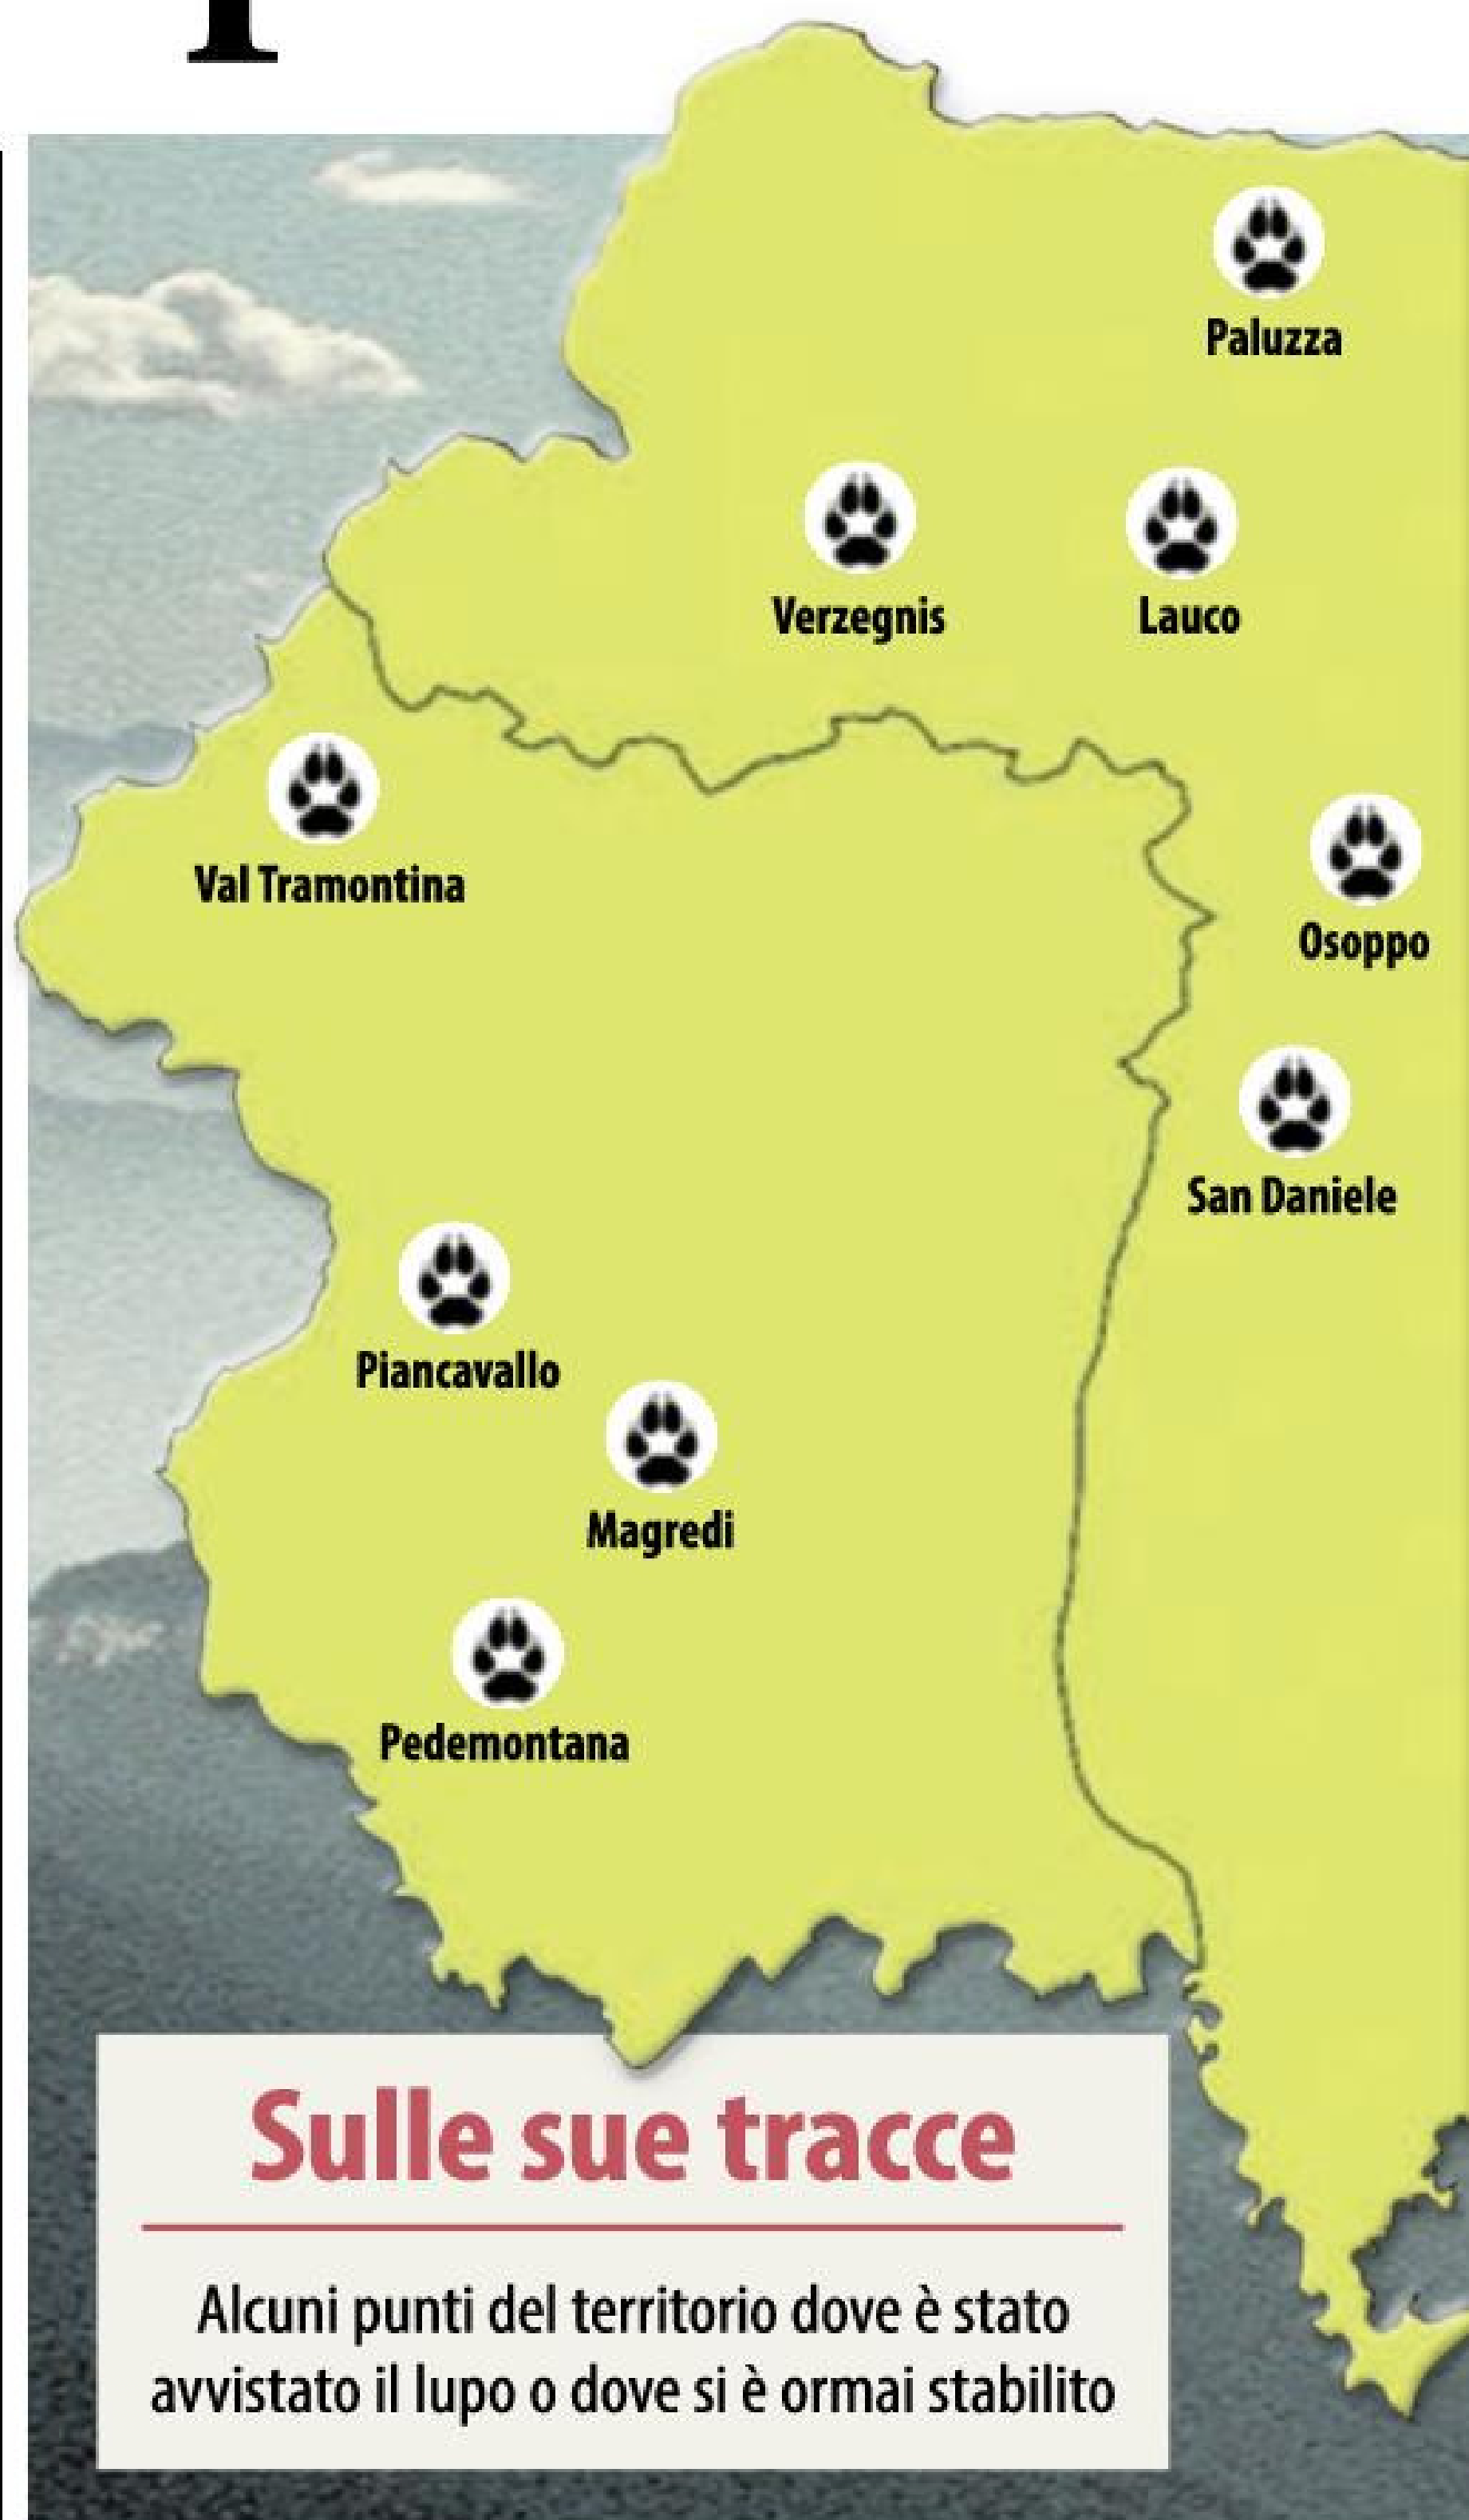 Paluzza
Verzegnis
Lauco
Val Tramontina
Osoppo
San Daniele
Piancavallo
Magredi
Pedemontana
Sulle sue tracce
Alcuni punti del territorio dove è stato
avvistato il lupo o dove si è ormai stabilito